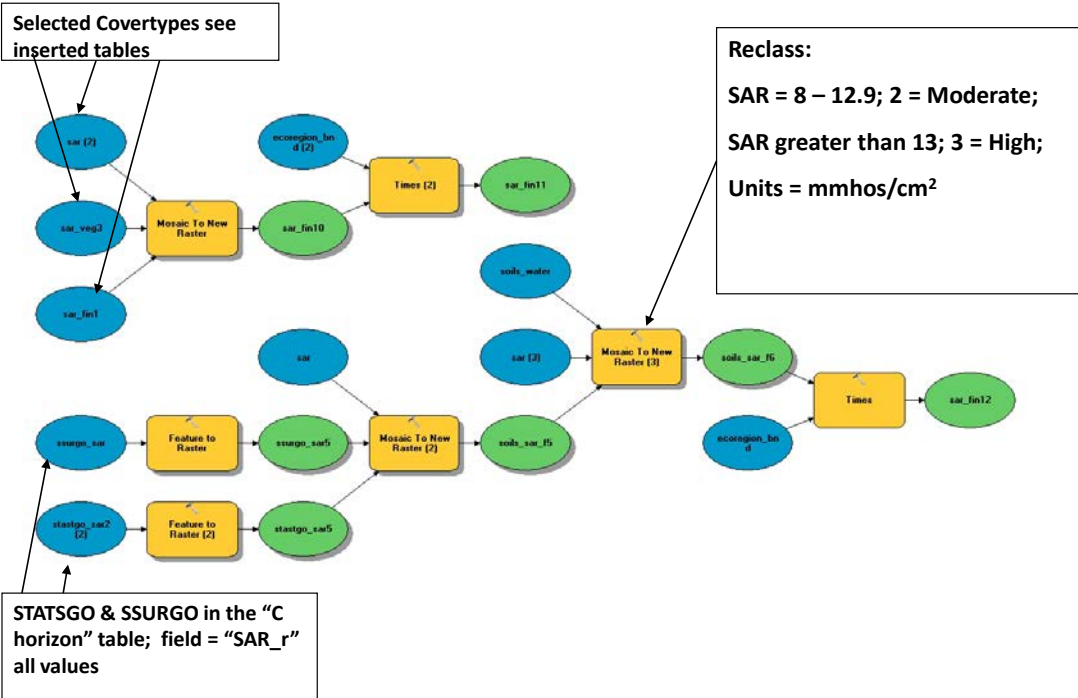 Selected Covertypes see
inserted tables
Reclass:
SAR = 8 – 12.9; 2 = Moderate;
SAR greater than 13; 3 = High;
Units = mmhos/cm²
sar (2)
ecoregion_bn
d (2)
Times (2)
sar_fin11
sar_veg3
Mosaic To New
Raster
sar_fin10
soils_water
sar_fin1
sar
sar (3)
Mosaic To New
Raster (3)
soils_sar_f6
Times
sar_fin12
ssurgo_sar
Feature to
Raster
ssurgo_sar5
Mosaic To New
Raster (2)
soils_sar_f5
ecoregion_bn
d
stastgo_sar2
(2)
Feature to
Raster (2)
stastgo_sar5
STATSGO & SSURGO in the “C
horizon” table;  field = “SAR_r”
all values